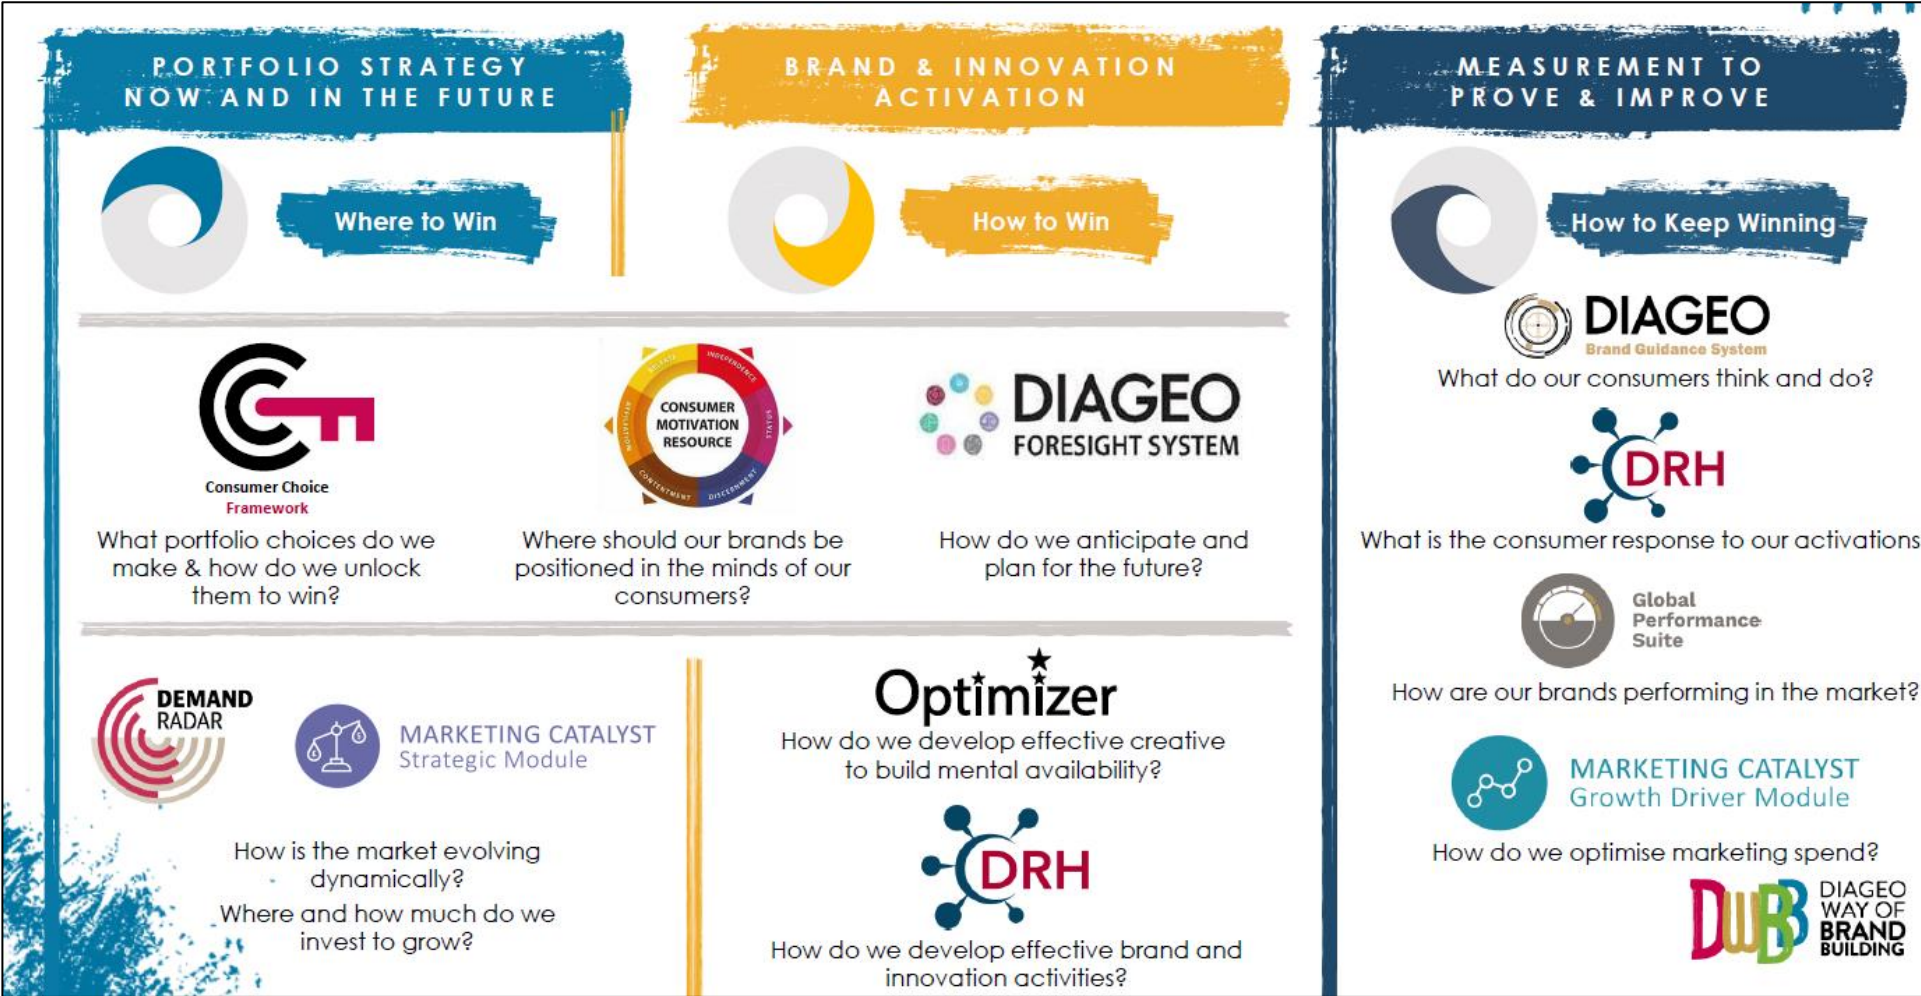 PORTFOLIO STRATEGY
NOW AND IN THE FUTURE
Where to Win
BRAND & INNOVATION
ACTIVATION
How to Win
MEASUREMENT TO
PROVE & IMPROVE
How to Keep Winning
Consumer Choice
Framework
What portfolio choices do we
make & how do we unlock
them to win?
RELEASE
INDEPENDENCE
STATUS
DISCERNMENT
CONTENTMENT
AFFILIATION
CONSUMER
MOTIVATION
RESOURCE
Where should our brands be
positioned in the minds of our
consumers?
DIAGEO
FORESIGHT SYSTEM
How do we anticipate and
plan for the future?
DEMAND
RADAR
MARKETING CATALYST
Strategic Module
How is the market evolving
dynamically?
Where and how much do we
invest to grow?
Optimizer
How do we develop effective creative
to build mental availability?
DRH
How do we develop effective brand and
innovation activities?
DIAGEO
Brand Guidance System
What do our consumers think and do?
DRH
What is the consumer response to our activations
Global
Performance
Suite
How are our brands performing in the market?
MARKETING CATALYST
Growth Driver Module
How do we optimise marketing spend?
DWBB
DIAGEO
WAY OF
BRAND
BUILDING